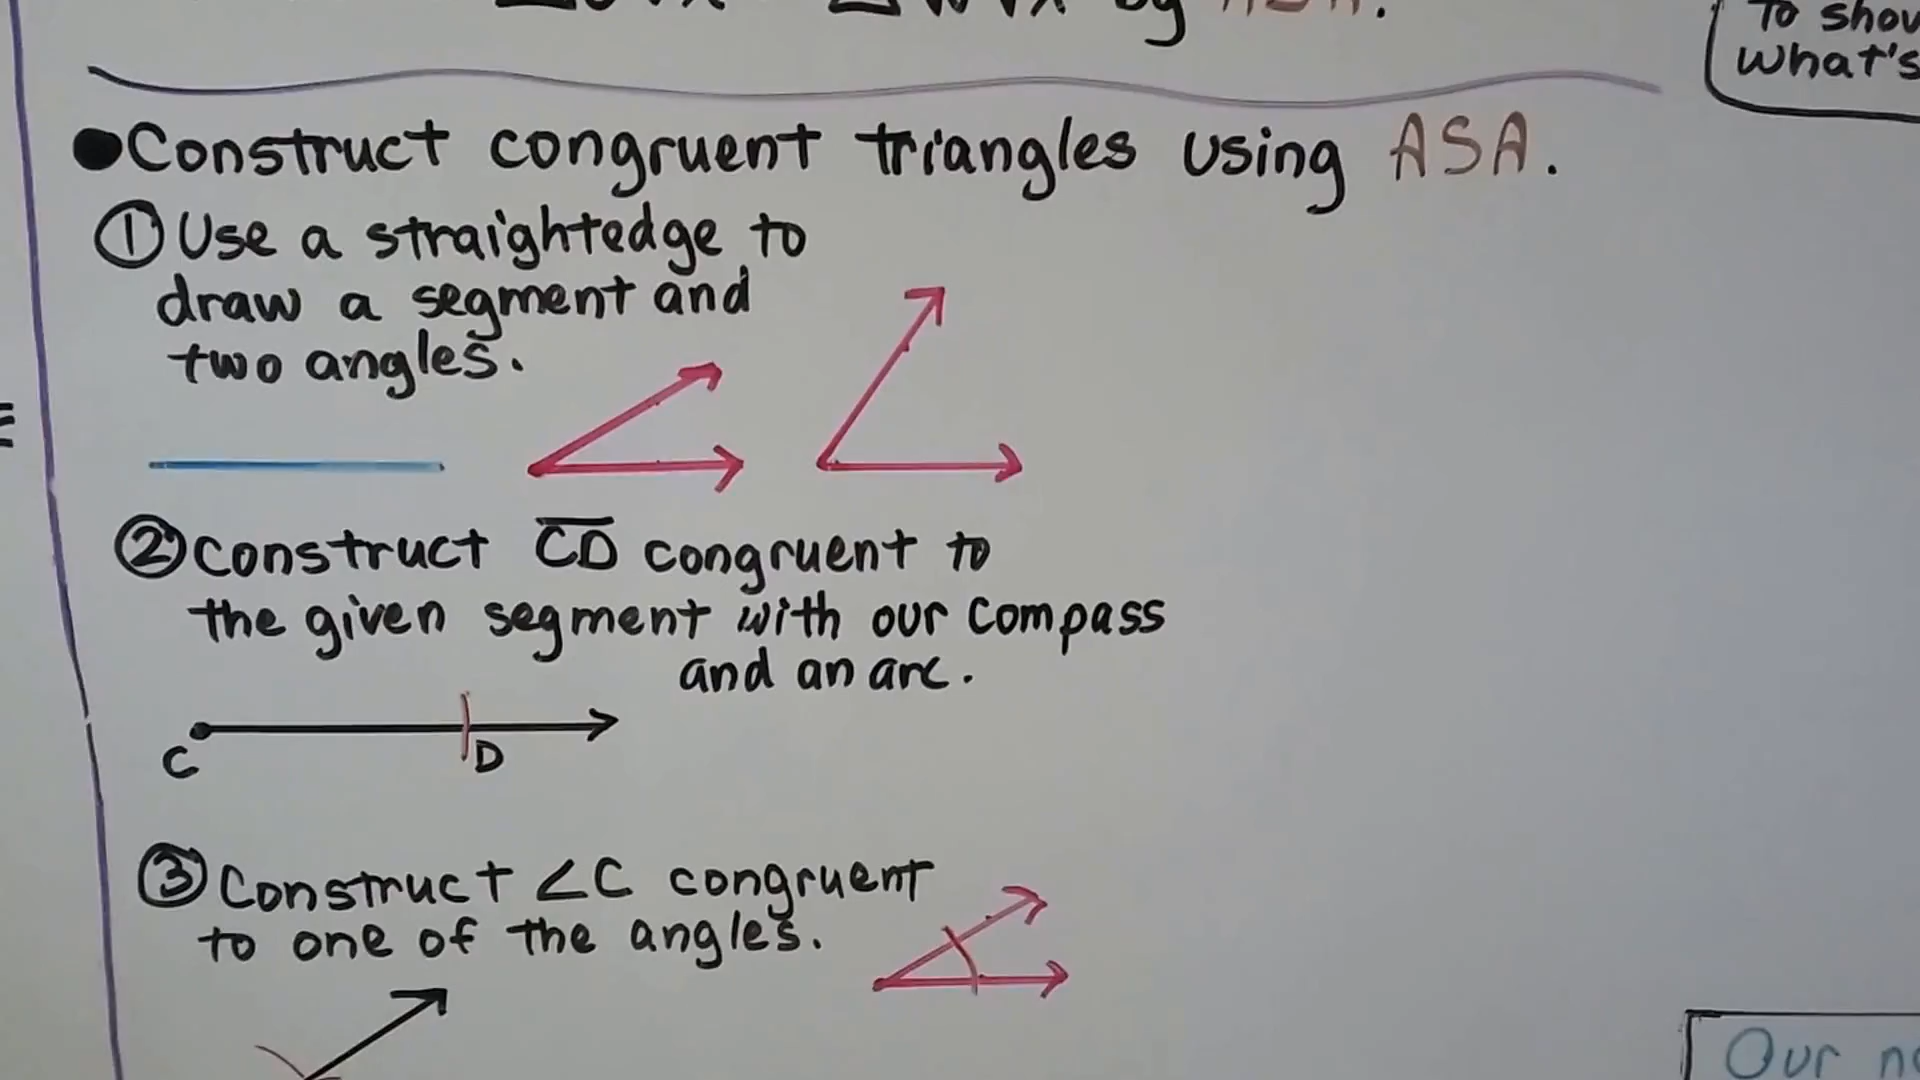 by ASA.
To show
What's
● Construct congruent triangles using ASA.
① Use a straightedge to
draw a segment and
two angles.
② Construct C̅D̅ congruent to
the given segment with our compass
and an arc.
C D
③ Construct ∠C congruent
to one of the angles.
Our